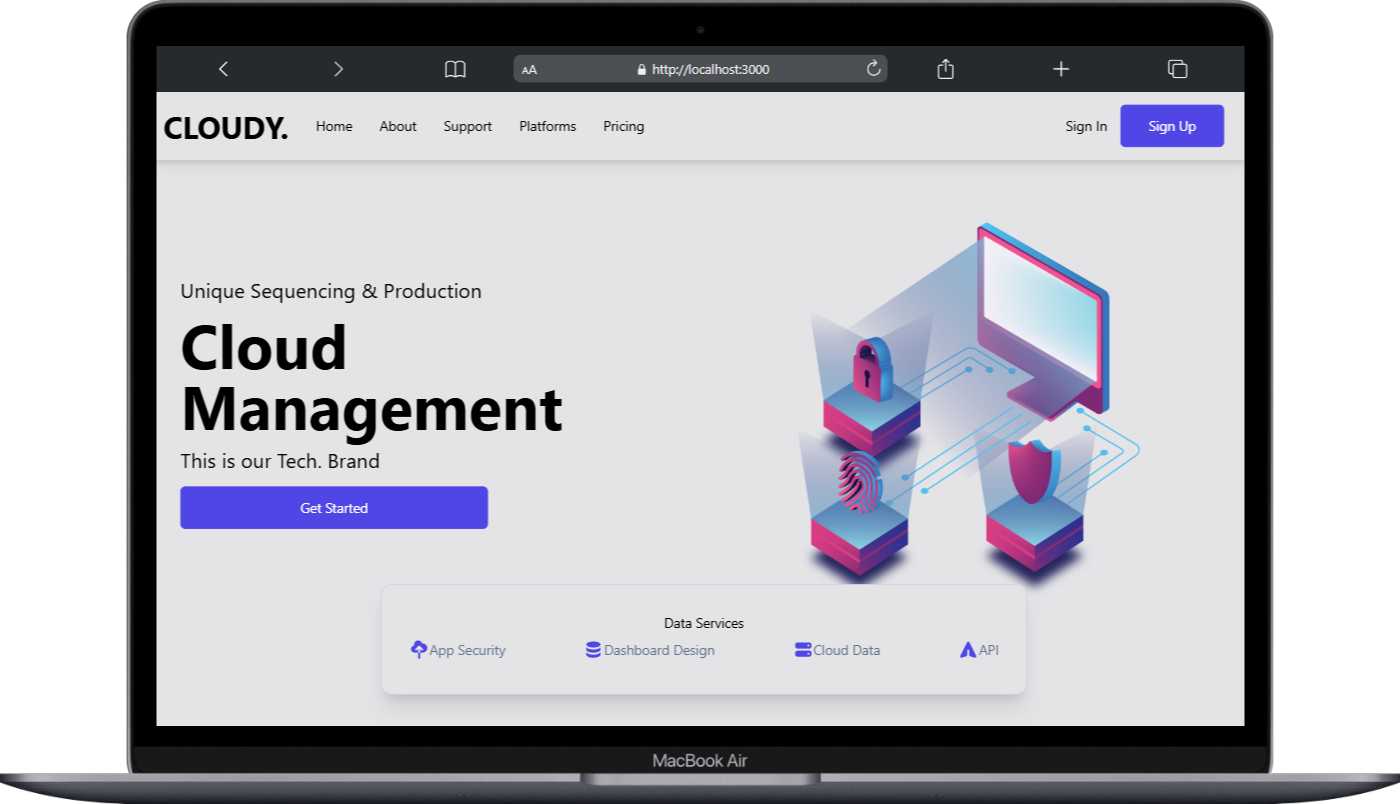 AA http://localhost:3000
CLOUDY. Home About Support Platforms Pricing Sign In Sign Up
Unique Sequencing & Production
Cloud
Management
This is our Tech. Brand
Get Started
Data Services
App Security Dashboard Design Cloud Data API
MacBook Air